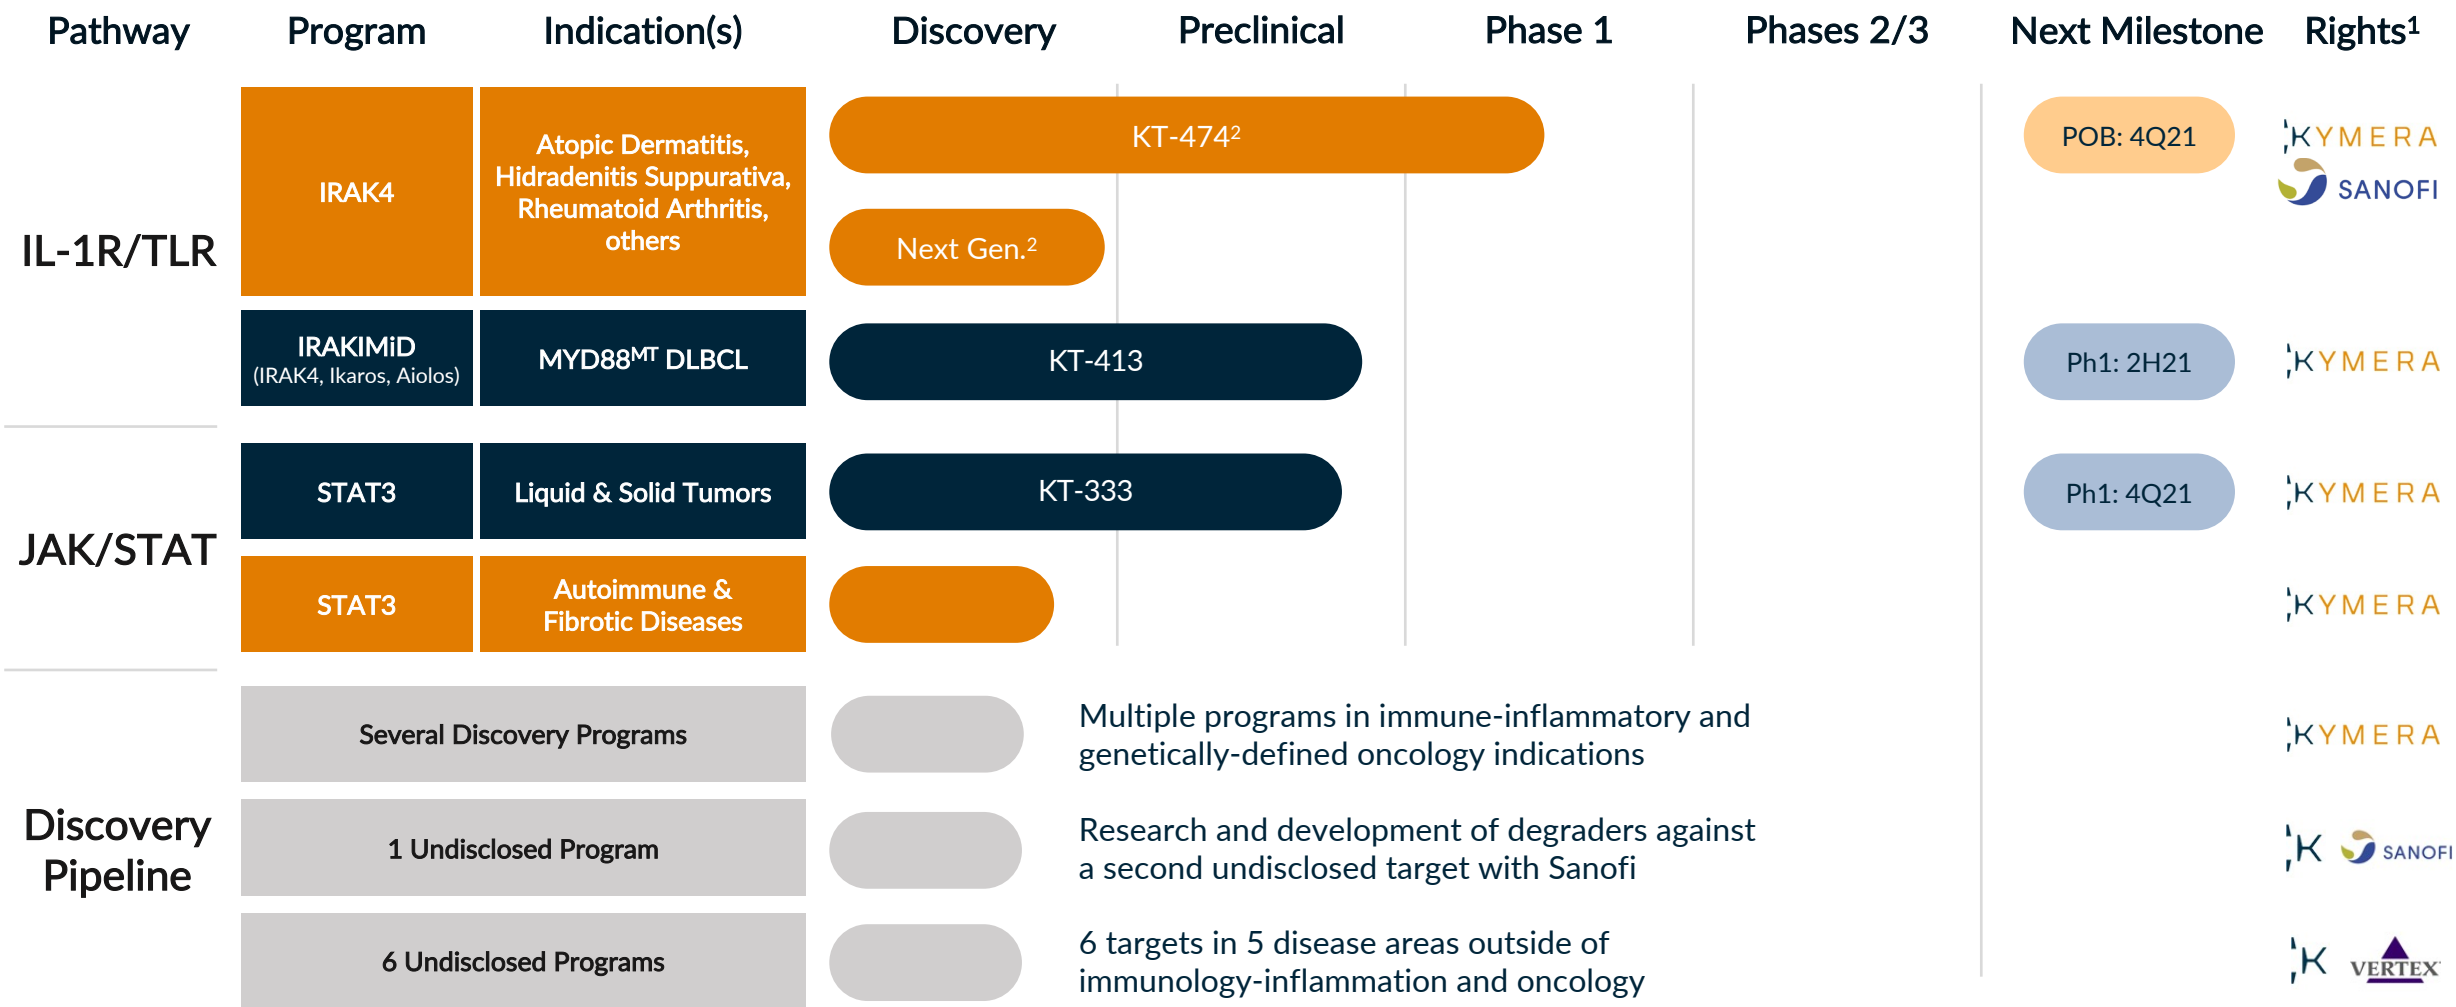 Pathway Program Indication(s) Discovery Preclinical Phase 1 Phases 2/3 Next Milestone Rights¹
IL-1R/TLR
IRAK4
Atopic Dermatitis,
Hidradenitis Suppurativa,
Rheumatoid Arthritis,
others
KT-474²
POB: 4Q21
KYMERA
SANOFI
Next Gen.²
IRAKIMiD
(IRAK4, Ikaros, Aiolos)
MYD88ᴹᵀ DLBCL
KT-413
Ph1: 2H21
KYMERA
JAK/STAT
STAT3
Liquid & Solid Tumors
KT-333
Ph1: 4Q21
KYMERA
STAT3
Autoimmune &
Fibrotic Diseases
KYMERA
Discovery
Pipeline
Several Discovery Programs
Multiple programs in immune-inflammatory and
genetically-defined oncology indications
KYMERA
1 Undisclosed Program
Research and development of degraders against
a second undisclosed target with Sanofi
K SANOFI
6 Undisclosed Programs
6 targets in 5 disease areas outside of
immunology-inflammation and oncology
K VERTEX